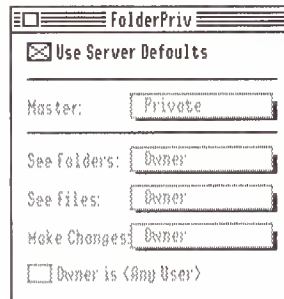 FolderPriv
Use Server Defaults
Master: Private
See Folders: Owner
See Files: Owner
Make Changes: Owner
Owner is <Any User>